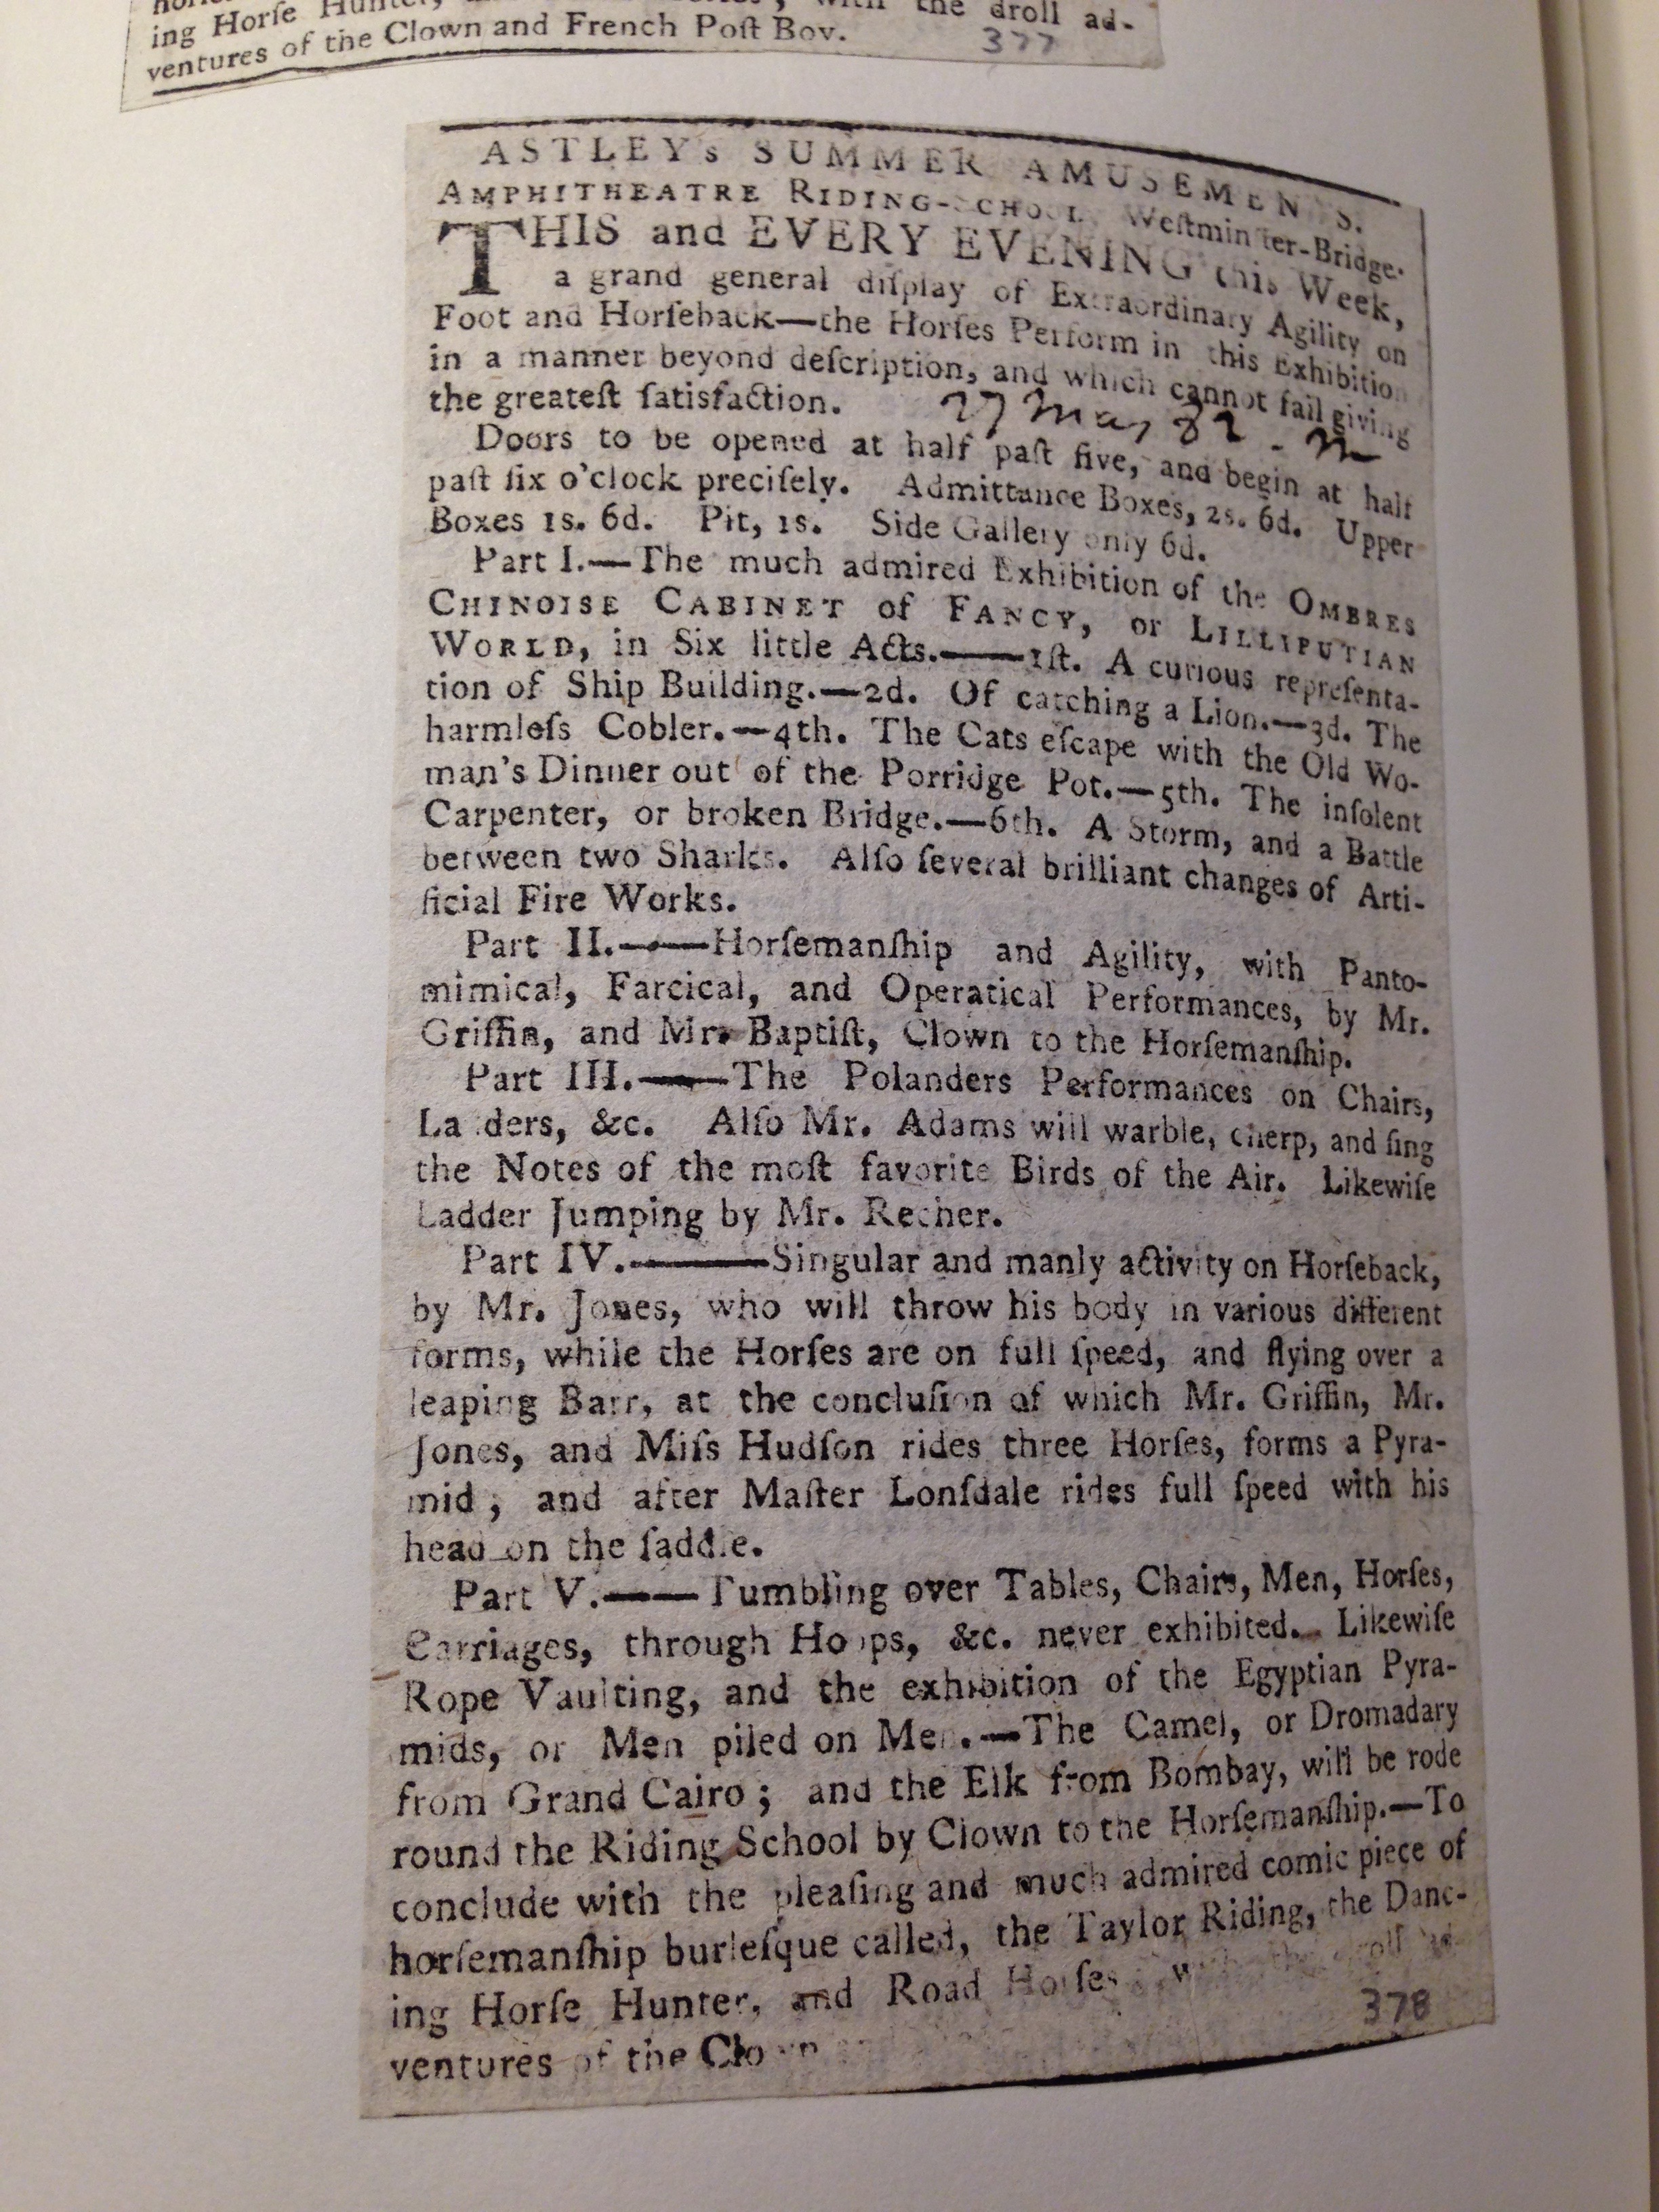 ing Horſe Hunter, the droll ad-
ventures of the Clown and French Poſt Boy.
377
ASTLEY's SUMMER AMUSEMENTS.
AMPHITHEATRE RIDING-SCHOOL, Weſtminſter-Bridge.
THIS and EVERY EVENING this Week,
a grand general diſplay of Extraordinary Agility on
Foot and Horſeback—the Horſes Perform in this Exhibition
in a manner beyond deſcription, and which cannot fail giving
the greateſt ſatisfaction.
27 May 82
Doors to be opened at half paſt five, and begin at half
paſt ſix o'clock preciſely. Admittance Boxes, 2s. 6d. Upper
Boxes 1s. 6d. Pit, 1s. Side Gallery only 6d.
Part I.—The much admired Exhibition of the OMBRES
CHINOISE CABINET of FANCY, or LILLIPUTIAN
WORLD, in Six little Acts.——1ſt. A curious repreſenta-
tion of Ship Building.—2d. Of catching a Lion.—3d. The
harmleſs Cobler.—4th. The Cats eſcape with the Old Wo-
man's Dinner out of the Porridge Pot.—5th. The inſolent
Carpenter, or broken Bridge.—6th. A Storm, and a Battle
between two Sharks. Alſo ſeveral brilliant changes of Arti-
ficial Fire Works.
Part II.——Horſemanſhip and Agility, with Panto-
mimical, Farcical, and Operatical Performances, by Mr.
Griffin, and Mr. Baptiſt, Clown to the Horſemanſhip.
Part III.——The Polanders Performances on Chairs,
Ladders, &c. Alſo Mr. Adams will warble, cherp, and ſing
the Notes of the moſt favorite Birds of the Air. Likewiſe
Ladder Jumping by Mr. Recher.
Part IV.———Singular and manly activity on Horſeback,
by Mr. Jones, who will throw his body in various different
forms, while the Horſes are on full ſpeed, and flying over a
leaping Barr, at the concluſion of which Mr. Griffin, Mr.
Jones, and Miſs Hudſon rides three Horſes, forms a Pyra-
mid; and after Maſter Lonſdale rides full ſpeed with his
head on the ſaddle.
Part V.——Tumbling over Tables, Chairs, Men, Horſes,
Carriages, through Hoops, &c. never exhibited. Likewiſe
Rope Vaulting, and the exhibition of the Egyptian Pyra-
mids, or Men piled on Men.—The Camel, or Dromadary
from Grand Cairo; and the Elk from Bombay, will be rode
round the Riding School by Clown to the Horſemanſhip.—To
conclude with the pleaſing and much admired comic piece of
horſemanſhip burleſque called, the Taylor Riding, the Danc-
ing Horſe Hunter, and Road Horſes, with the droll ad-
ventures of the Clown
378